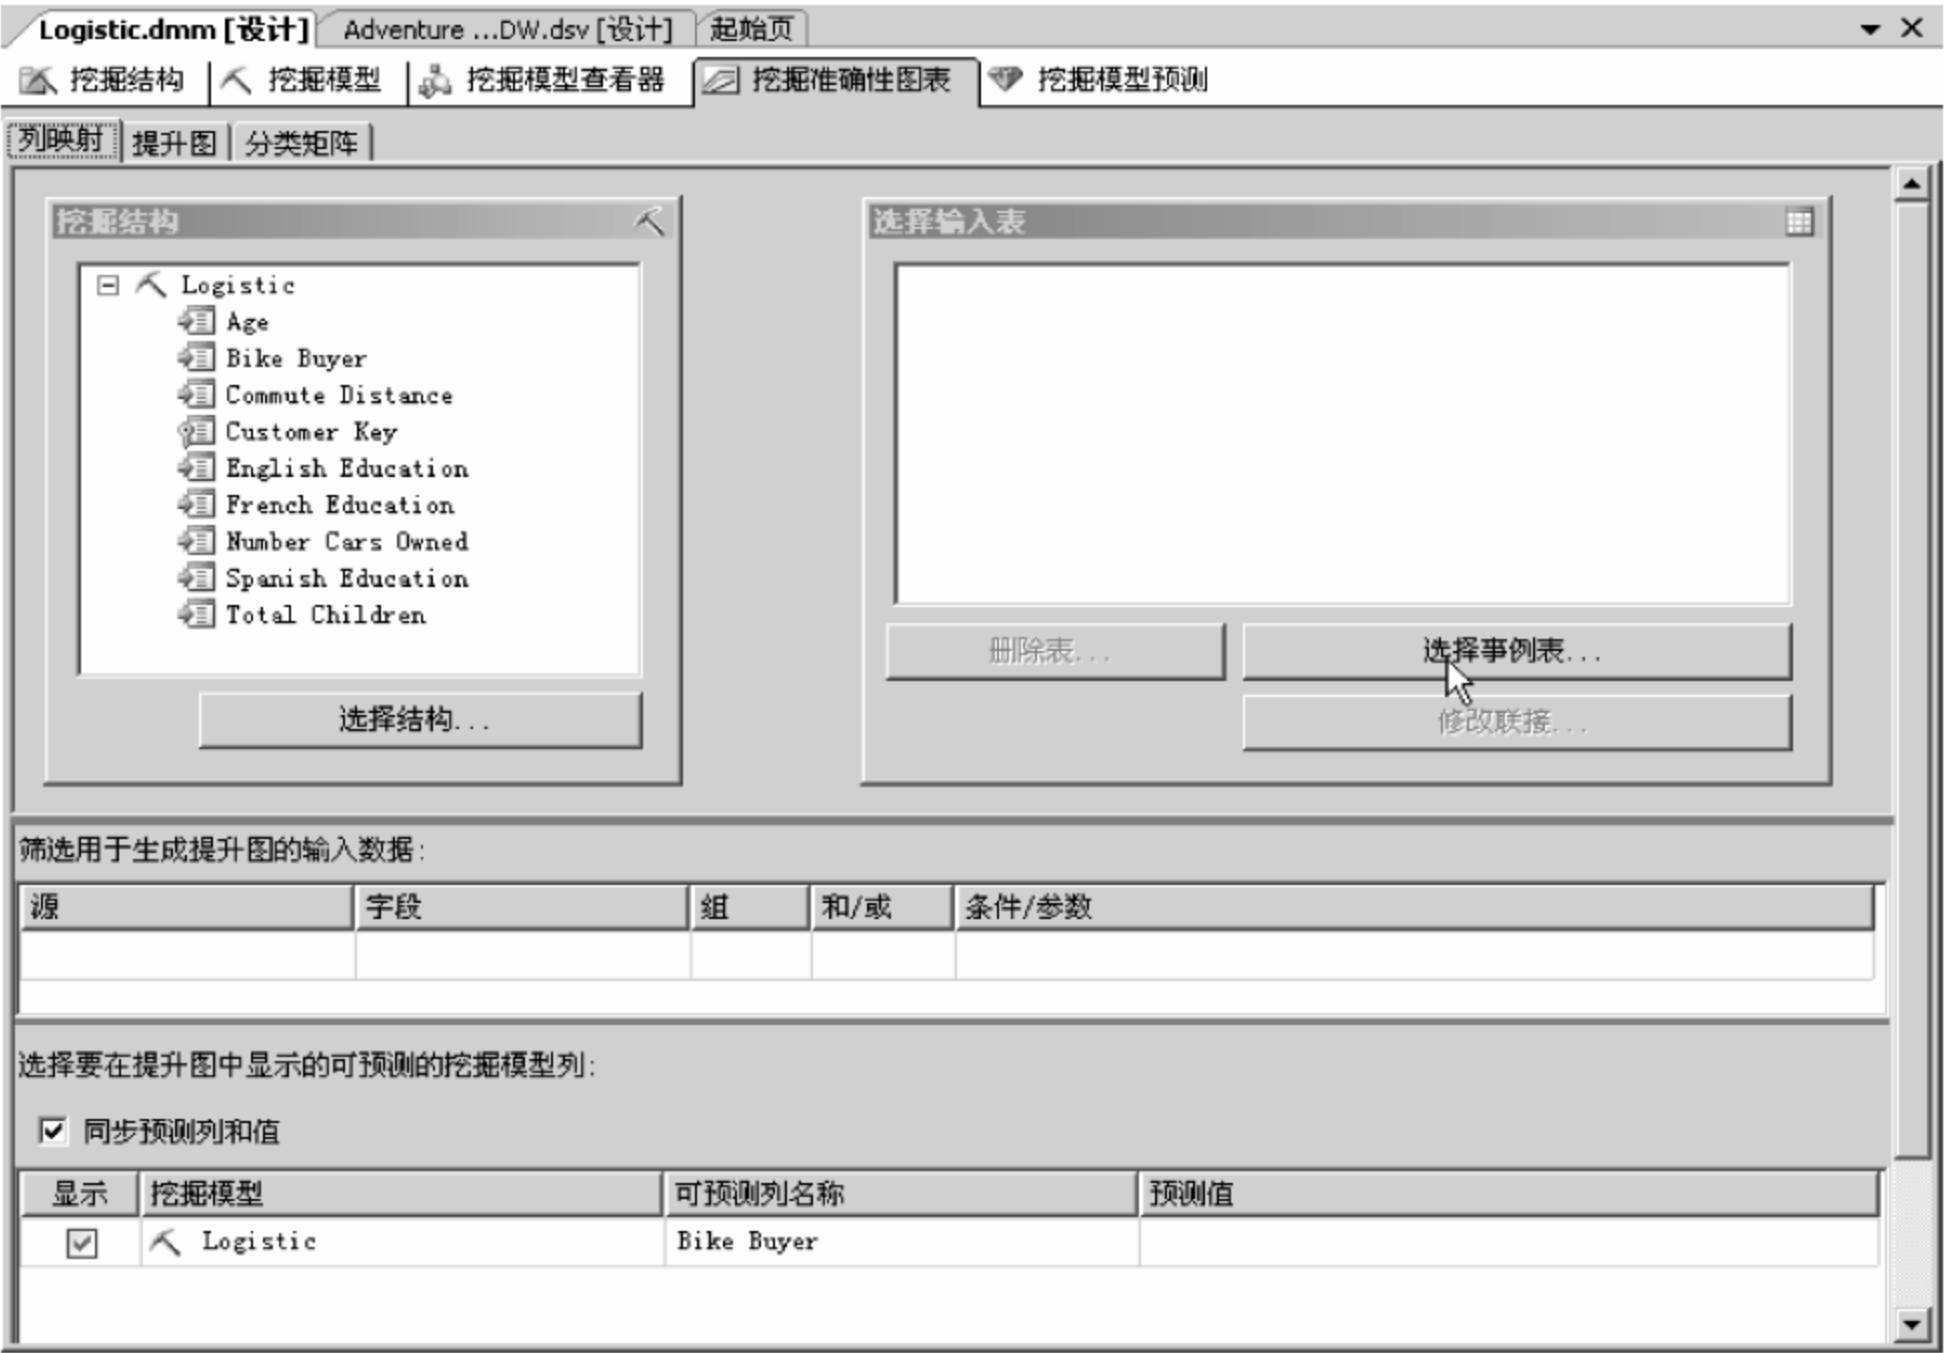 Logistic.dmm [设计] Adventure ...DW.dsv [设计] 起始页
挖掘结构 挖掘模型 挖掘模型查看器 挖掘准确性图表 挖掘模型预测
列映射 提升图 分类矩阵
挖掘结构
Logistic
Age
Bike Buyer
Commute Distance
Customer Key
English Education
French Education
Number Cars Owned
Spanish Education
Total Children
选择结构...
选择输入表
删除表...
选择事例表...
修改联接...
筛选用于生成提升图的输入数据:
源 字段 组 和/或 条件/参数
选择要在提升图中显示的可预测的挖掘模型列:
同步预测列和值
显示 挖掘模型 可预测列名称 预测值
Logistic Bike Buyer